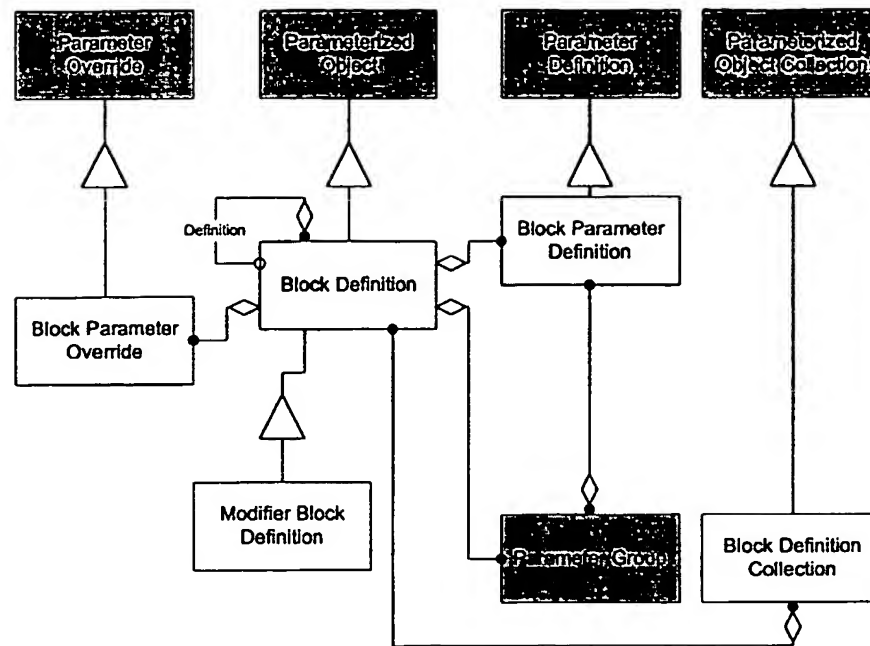 Parameter
Override
Parameterized
Object
Parameter
Definition
Parameterized
Object Collection
Definition
Block Definition
Block Parameter
Definition
Block Parameter
Override
Modifier Block
Definition
Parameter Group
Block Definition
Collection